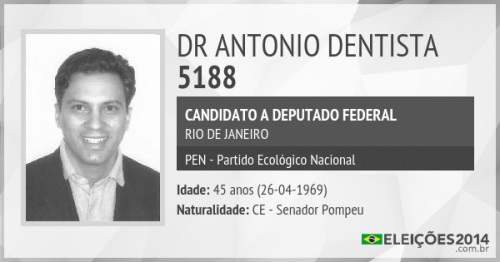 DR ANTONIO DENTISTA
5188
CANDIDATO A DEPUTADO FEDERAL
RIO DE JANEIRO
PEN - Partido Ecológico Nacional
Idade: 45 anos (26-04-1969)
Naturalidade: CE - Senador Pompeu
ELEIÇÕES2014
.com.br